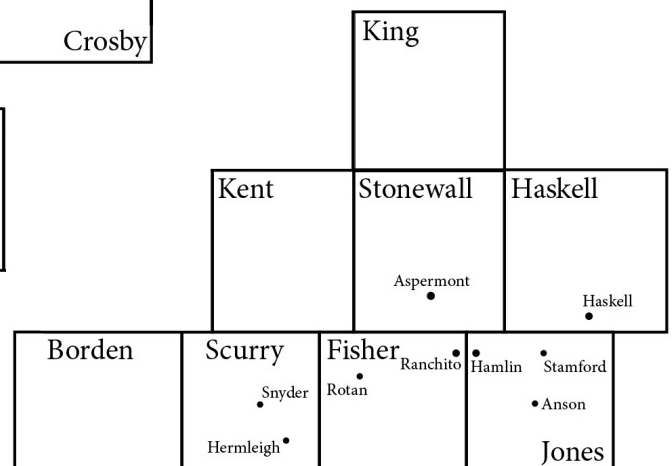 Crosby
King
Kent
Stonewall
Haskell
Aspermont
Haskell
Borden
Scurry
Fisher
Ranchito
Hamlin
Stamford
Rotan
Snyder
Anson
Hermleigh
Jones